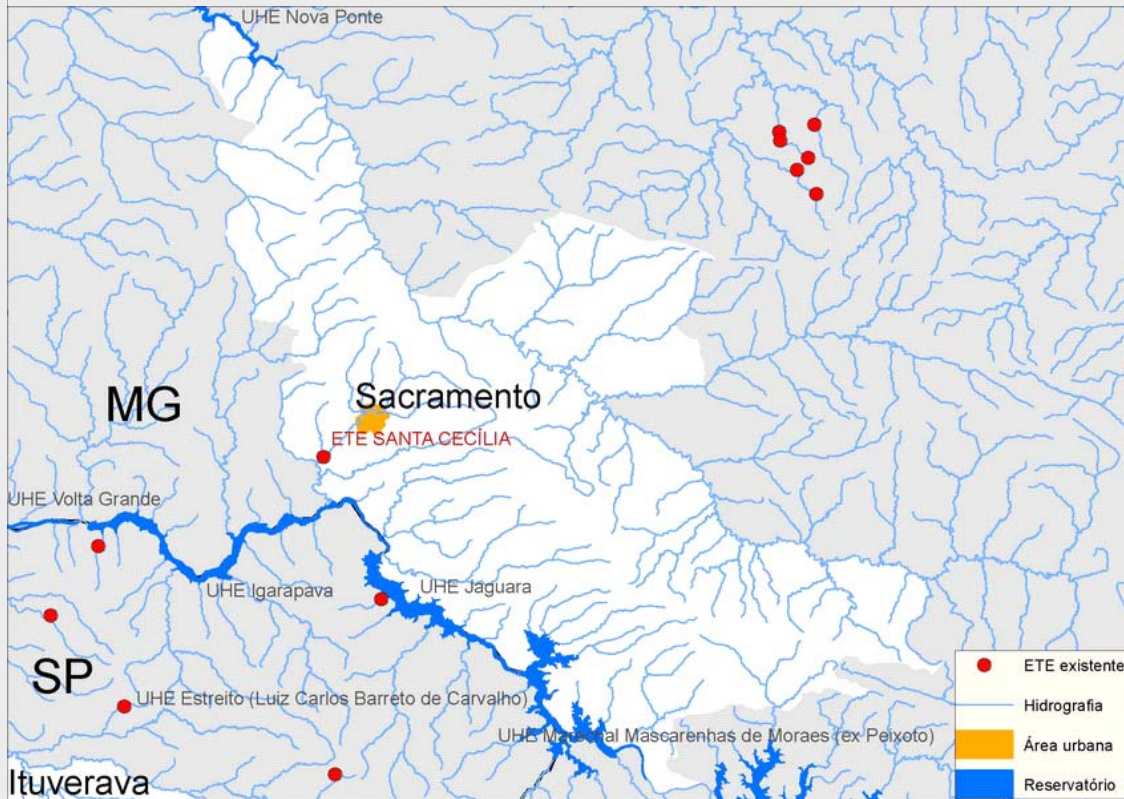 UHE Nova Ponte
MG
Sacramento
ETE SANTA CECÍLIA
UHE Volta Grande
UHE Igarapava
UHE Jaguara
SP
UHE Estreito (Luiz Carlos Barreto de Carvalho)
UHE Marechal Mascarenhas de Moraes (ex Peixoto)
Ituverava
ETE existente
Hidrografia
Área urbana
Reservatório